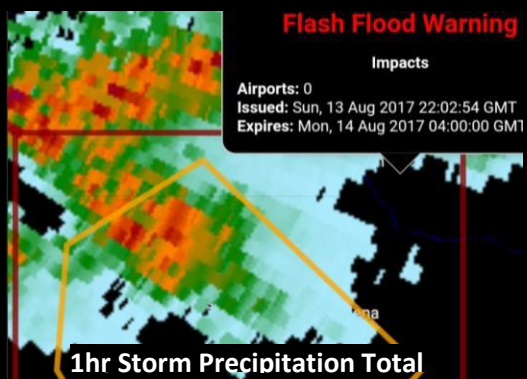 Flash Flood Warning
Impacts
Airports: 0
Issued: Sun, 13 Aug 2017 22:02:54 GMT
Expires: Mon, 14 Aug 2017 04:00:00 GMT
1hr Storm Precipitation Total